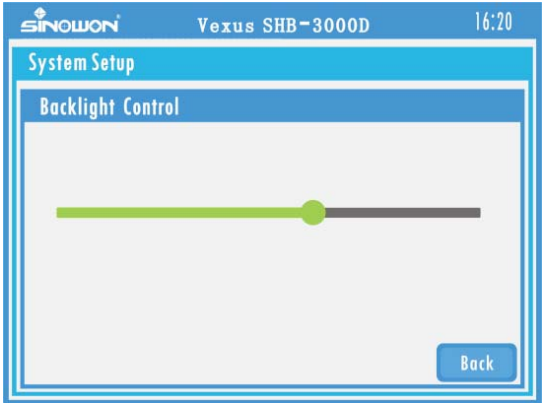 SINOWON Vexus SHB-3000D 16:20
System Setup
Backlight Control
Back